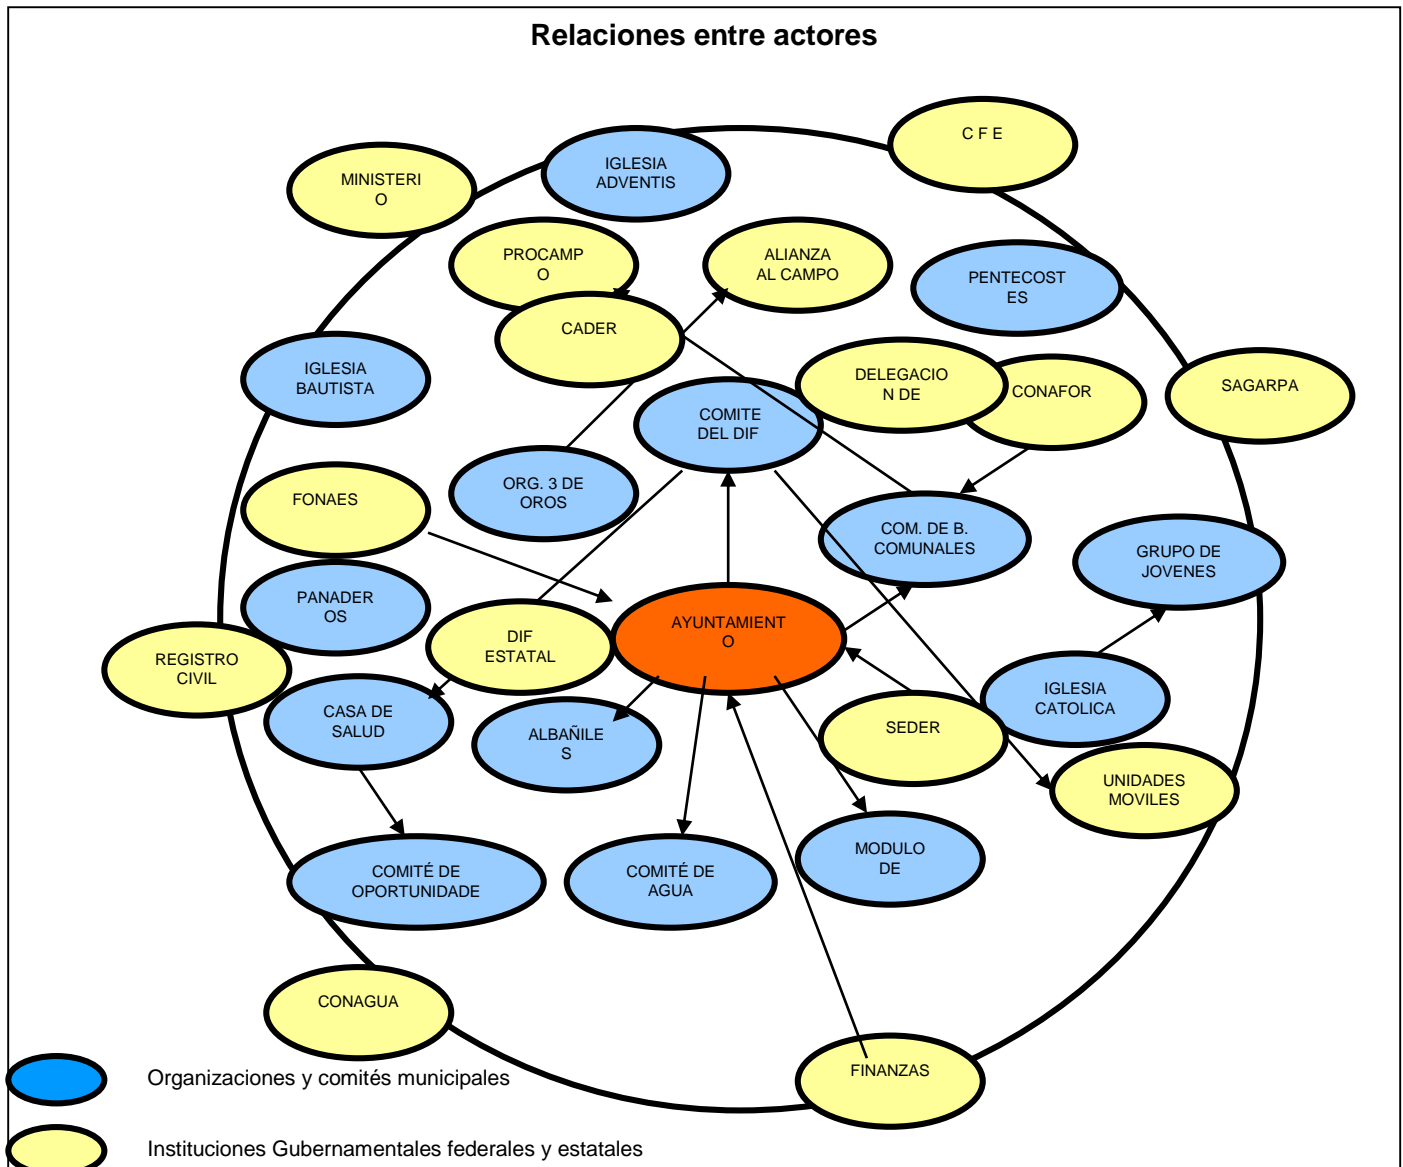 Relaciones entre actores
C F E
IGLESIA
ADVENTIS
MINISTERI
O
PROCAMP
O
ALIANZA
AL CAMPO
PENTECOST
ES
CADER
IGLESIA
BAUTISTA
DELEGACIO
N DE
CONAFOR
SAGARPA
COMITE
DEL DIF
ORG. 3 DE
OROS
FONAES
COM. DE B.
COMUNALES
GRUPO DE
JOVENES
PANADER
OS
AYUNTAMIENT
O
DIF
ESTATAL
REGISTRO
CIVIL
IGLESIA
CATOLICA
CASA DE
SALUD
ALBAÑILE
S
SEDER
UNIDADES
MOVILES
MODULO
DE
COMITÉ DE
OPORTUNIDADE
COMITÉ DE
AGUA
CONAGUA
FINANZAS
Organizaciones y comités municipales
Instituciones Gubernamentales federales y estatales